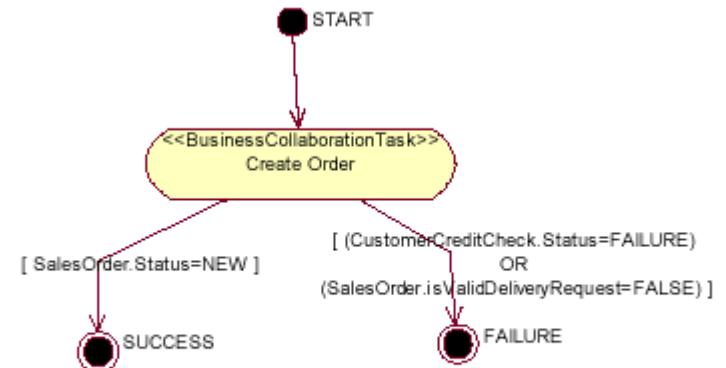 START
<<BusinessCollaborationTask>>
Create Order
[ SalesOrder.Status=NEW ]
[ (CustomerCreditCheck.Status=FAILURE)
OR
(SalesOrder.isValidDeliveryRequest=FALSE) ]
SUCCESS
FAILURE